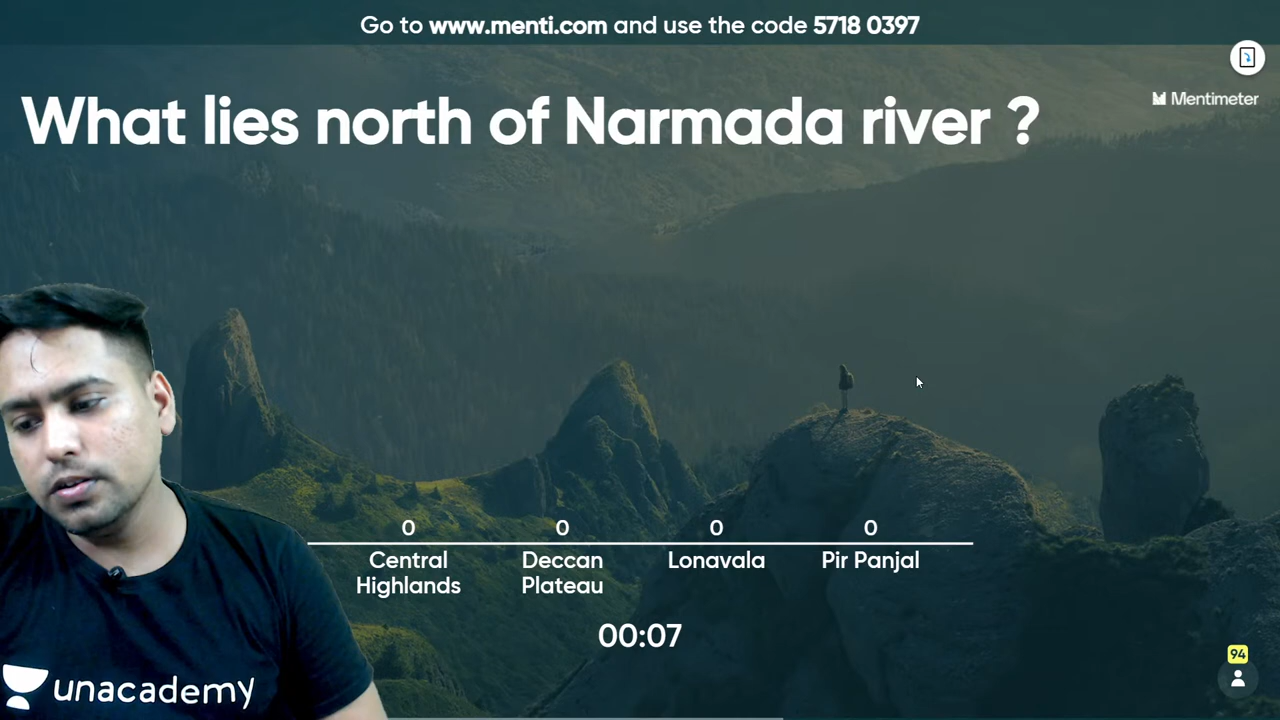 Go to www.menti.com and use the code 5718 0397
Mentimeter
What lies north of Narmada river ?
0 0 0 0
Central Highlands
Deccan Plateau
Lonavala
Pir Panjal
00:07
94
unacademy